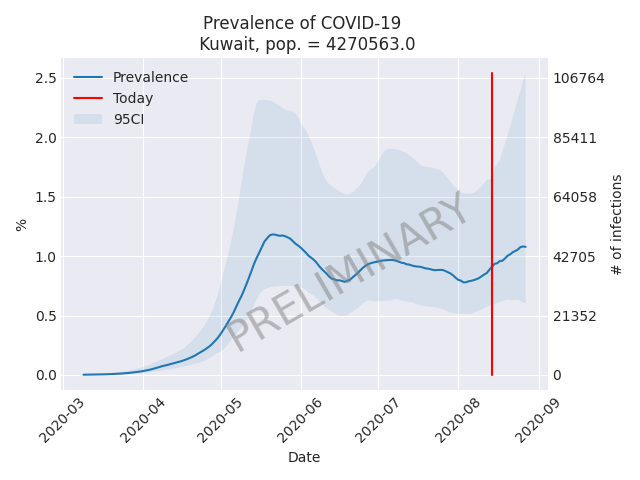 Prevalence of COVID-19
Kuwait, pop. = 4270563.0
Prevalence
Today
95CI
PRELIMINARY
2.5
2.0
1.5
1.0
0.5
0.0
%
106764
85411
64058
42705
21352
0
# of infections
2020-03
2020-04
2020-05
2020-06
2020-07
2020-08
2020-09
Date